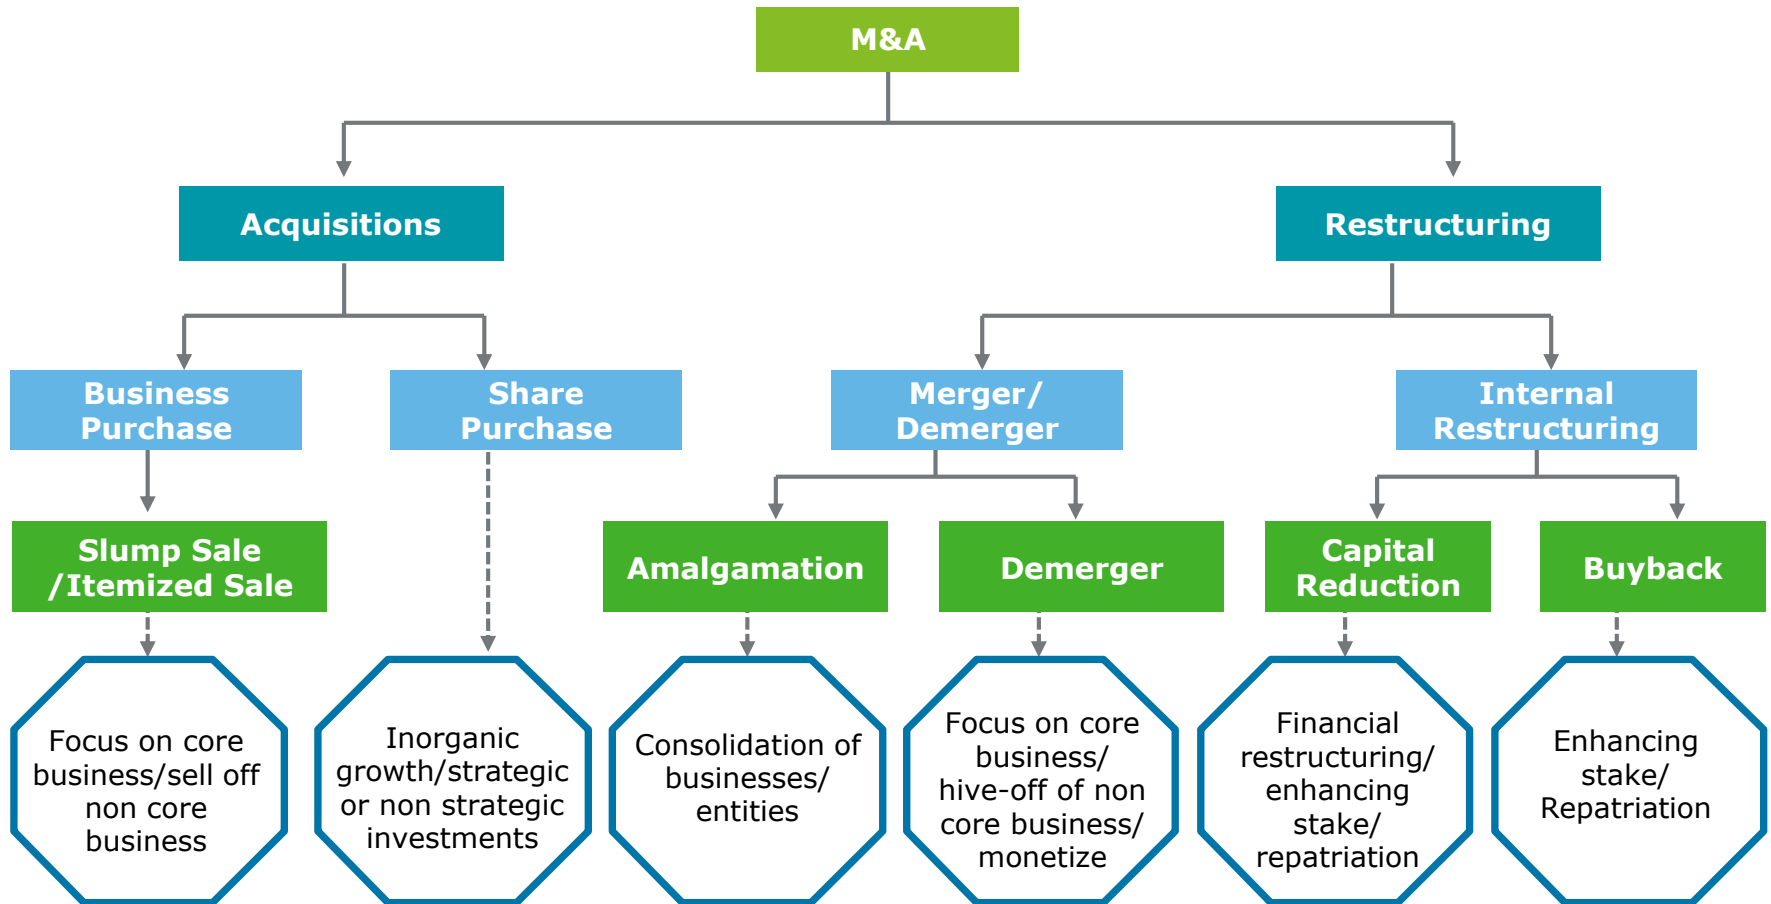 M&A
Acquisitions
Restructuring
Business
Purchase
Share
Purchase
Merger/
Demerger
Internal
Restructuring
Slump Sale
/Itemized Sale
Amalgamation
Demerger
Capital
Reduction
Buyback
Focus on core
business/sell off
non core
business
Inorganic
growth/strategic
or non strategic
investments
Consolidation of
businesses/
entities
Focus on core
business/
hive-off of non
core business/
monetize
Financial
restructuring/
enhancing
stake/
repatriation
Enhancing
stake/
Repatriation